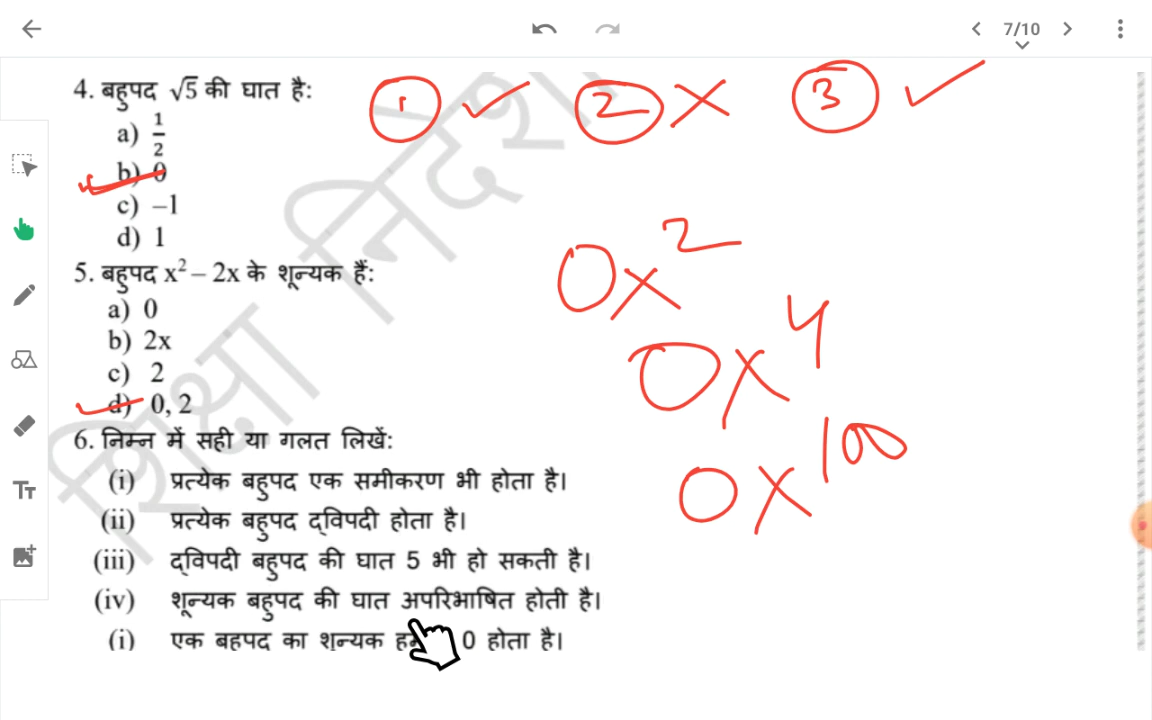 7/10
4. बहुपद √5 की घात है:
① ✓ ② ✗ ③ ✓
a) 1/2
b) 0
c) –1
d) 1
0x²
5. बहुपद x² – 2x के शून्यक हैं:
a) 0
b) 2x
0x⁴
c) 2
d) 0, 2
6. निम्न में सही या गलत लिखें:
0x¹⁰⁰
(i) प्रत्येक बहुपद एक समीकरण भी होता है।
(ii) प्रत्येक बहुपद द्विपदी होता है।
(iii) द्विपदी बहुपद की घात 5 भी हो सकती है।
(iv) शून्यक बहुपद की घात अपरिभाषित होती है।
(i) एक बहुपद का शून्यक 0 होता है।
Tт
शिक्षा निदेश